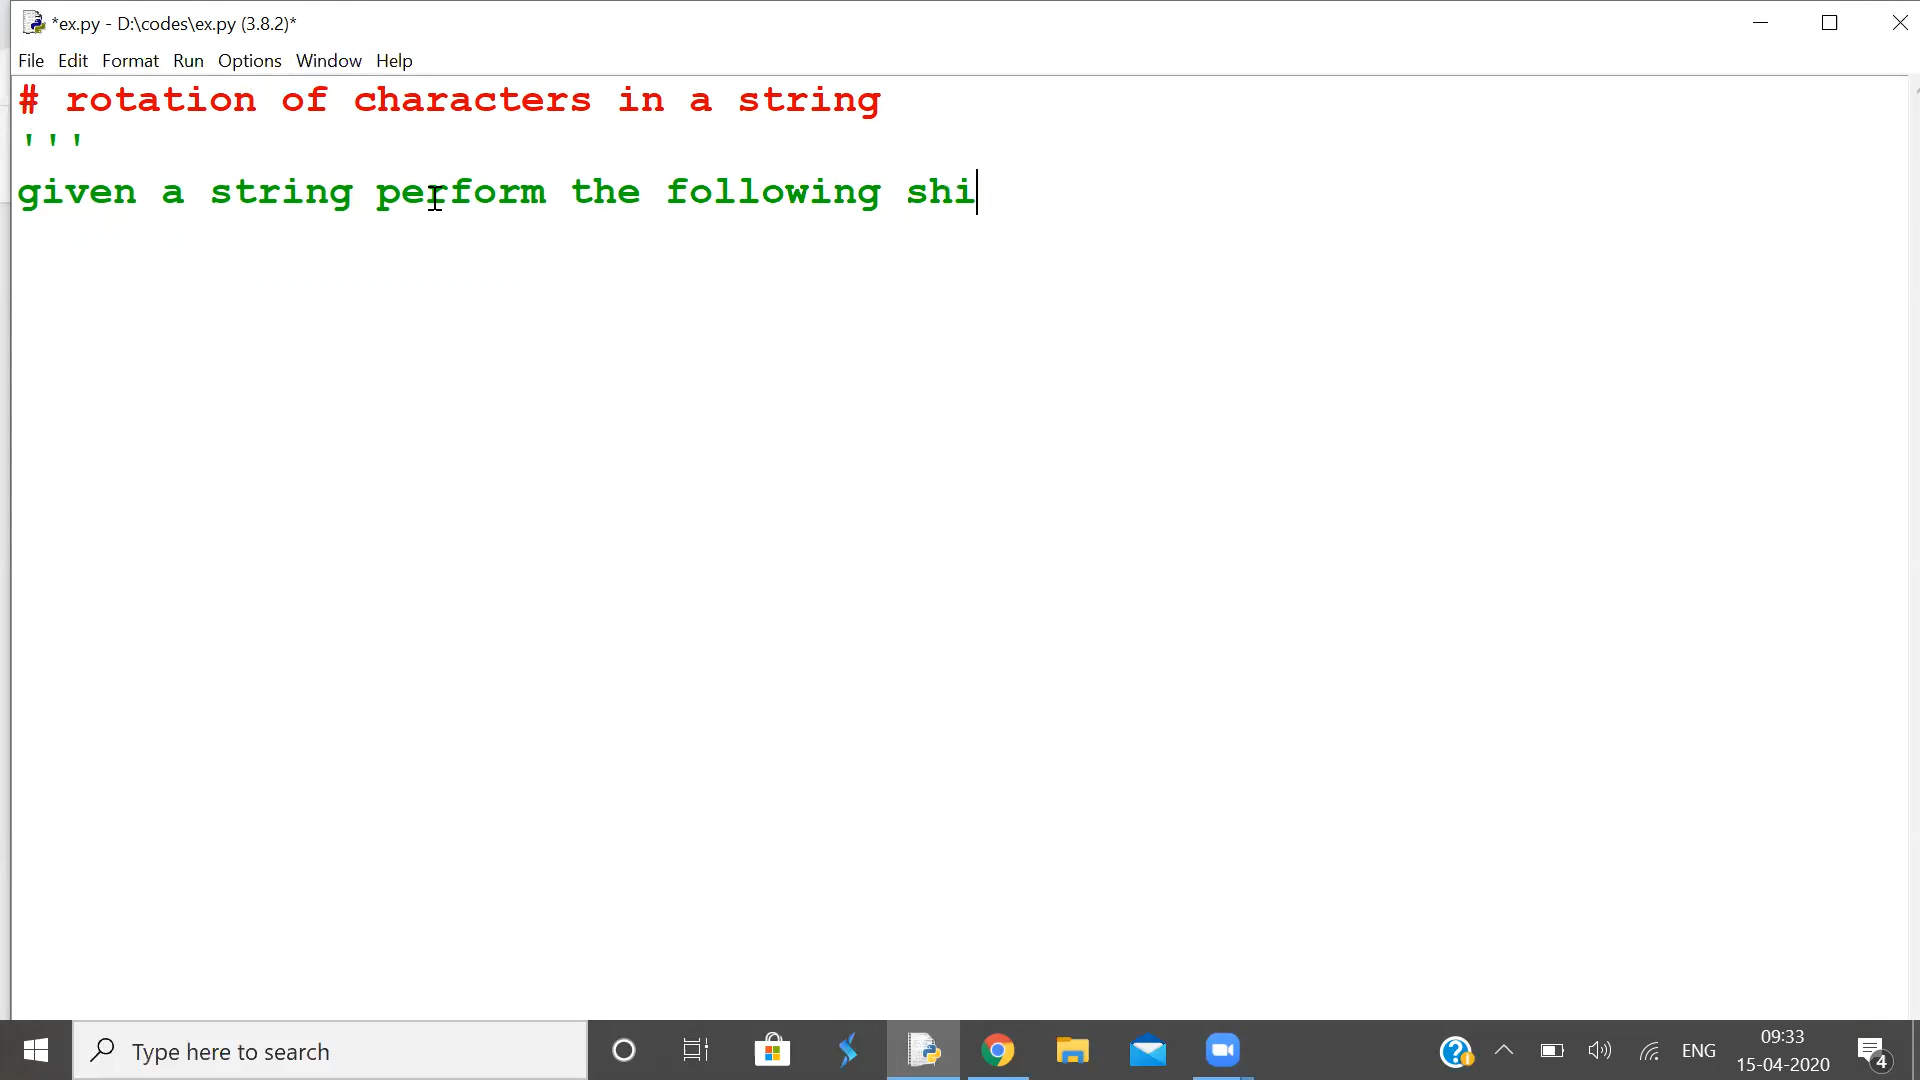 *ex.py - D:\codes\ex.py (3.8.2)*
File Edit Format Run Options Window Help
# rotation of characters in a string
'''
given a string perform the following shi
Type here to search
ENG
09:33
15-04-2020
4